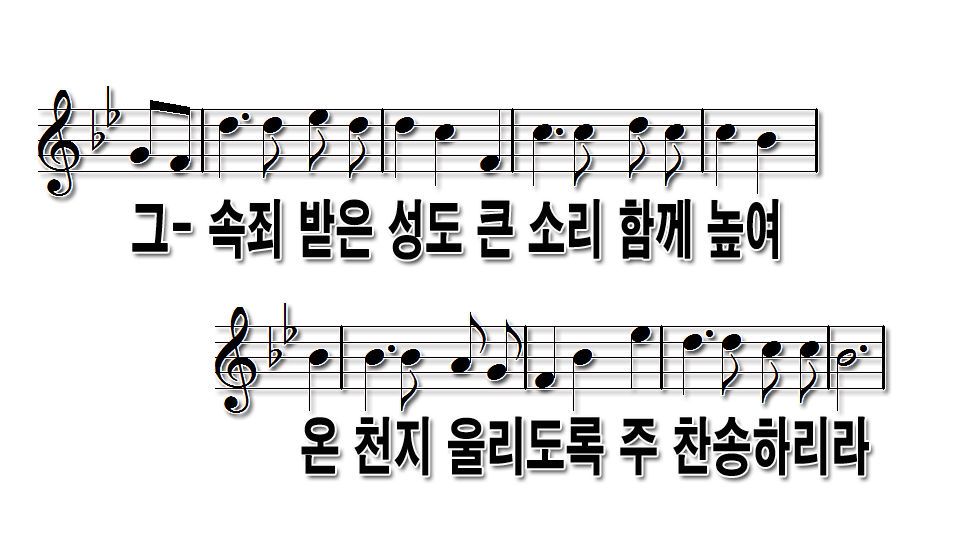 그- 속죄 받은 성도 큰 소리 함께 높여
온 천지 울리도록 주 찬송하리라